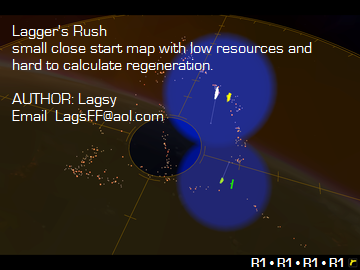 Lagger's Rush
small close start map with low resources and
hard to calculate regeneration.
AUTHOR: Lagsy
Email  LagsFF@aol.com
R1 • R1 • R1 • R1 r